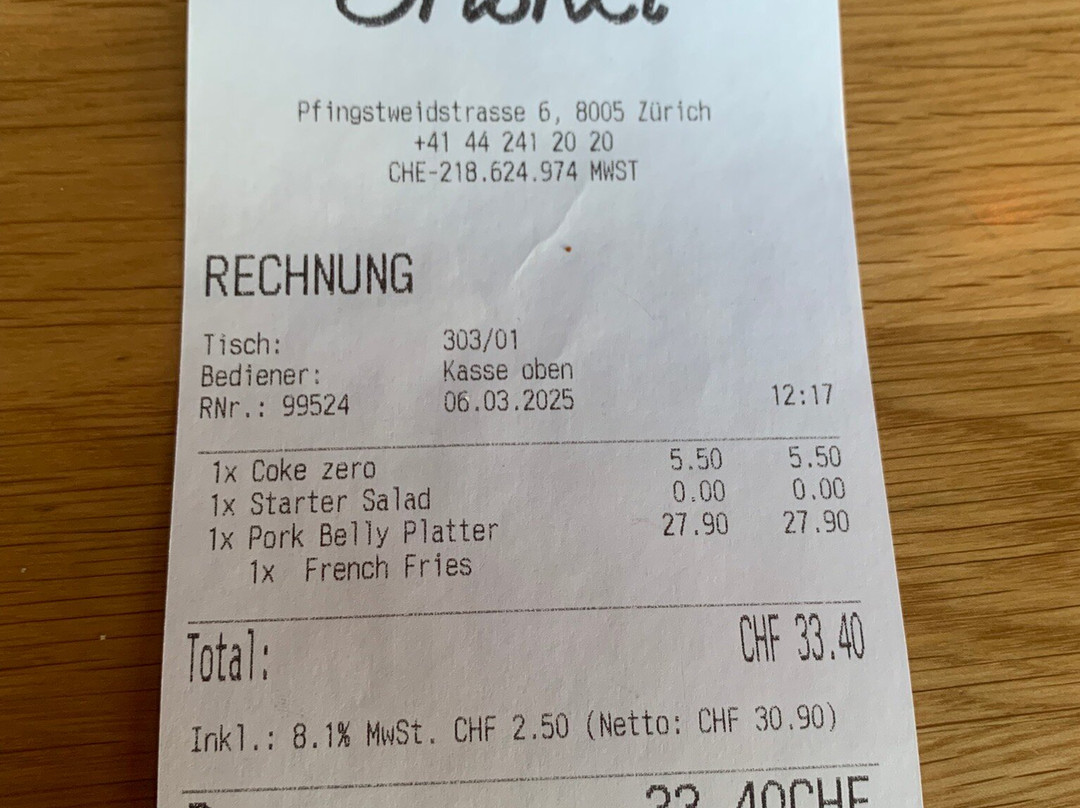 Pfingstweidstrasse 6, 8005 Zürich
+41 44 241 20 20
CHE-218.624.974 MWST
RECHNUNG
Tisch: 303/01
Bediener: Kasse oben
RNr.: 99524 06.03.2025 12:17
1x Coke zero 5.50 5.50
1x Starter Salad 0.00 0.00
1x Pork Belly Platter 27.90 27.90
1x French Fries
Total: CHF 33.40
Inkl.: 8.1% MwSt. CHF 2.50 (Netto: CHF 30.90)
33.40CHF